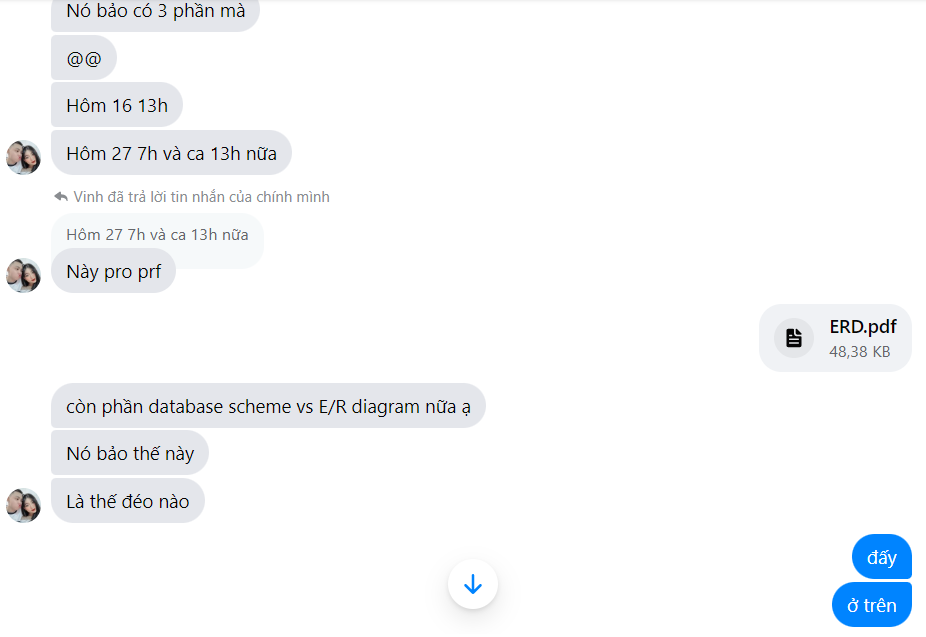 Nó bảo có 3 phần mà
@@
Hôm 16 13h
Hôm 27 7h và ca 13h nữa
Vinh đã trả lời tin nhắn của chính mình
Hôm 27 7h và ca 13h nữa
Này pro prf
ERD.pdf
48,38 KB
còn phần database scheme vs E/R diagram nữa ạ
Nó bảo thế này
Là thế đéo nào
đấy
ở trên